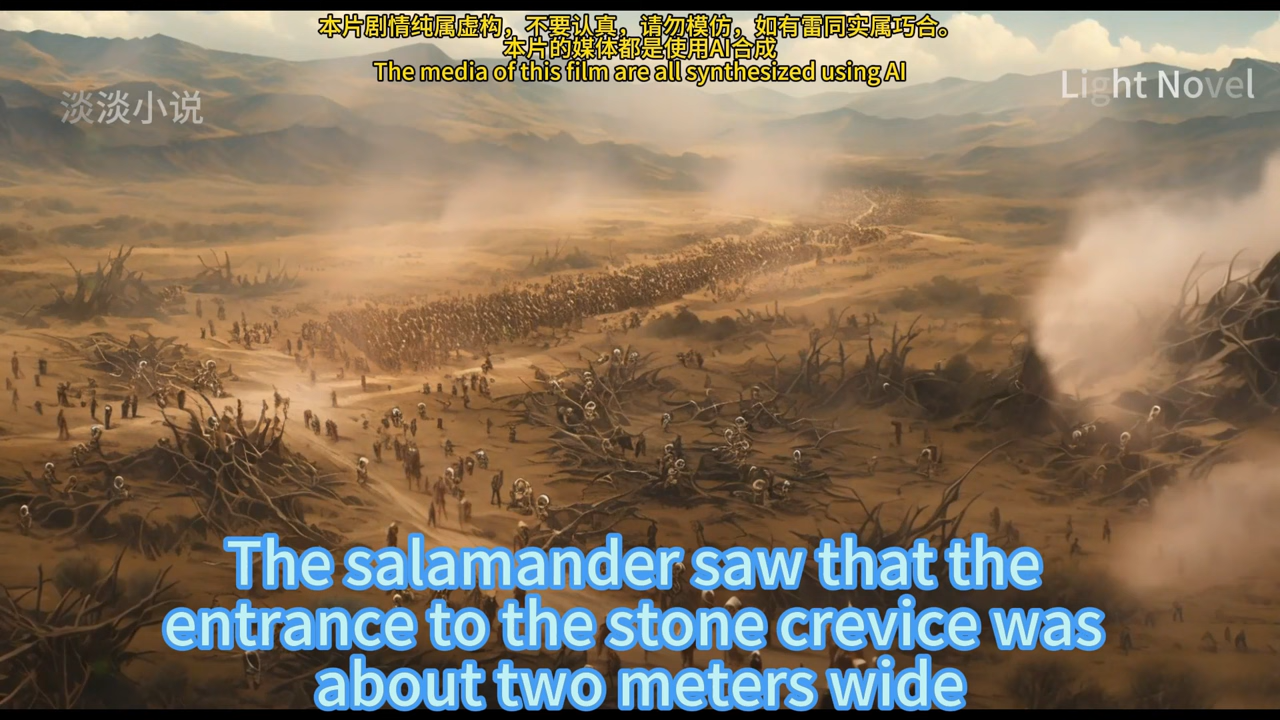 本片剧情纯属虚构，不要认真，请勿模仿，如有雷同实属巧合。
本片的媒体都是使用AI合成
The media of this film are all synthesized using AI
淡淡小说
Light Novel
The salamander saw that the
entrance to the stone crevice was
about two meters wide